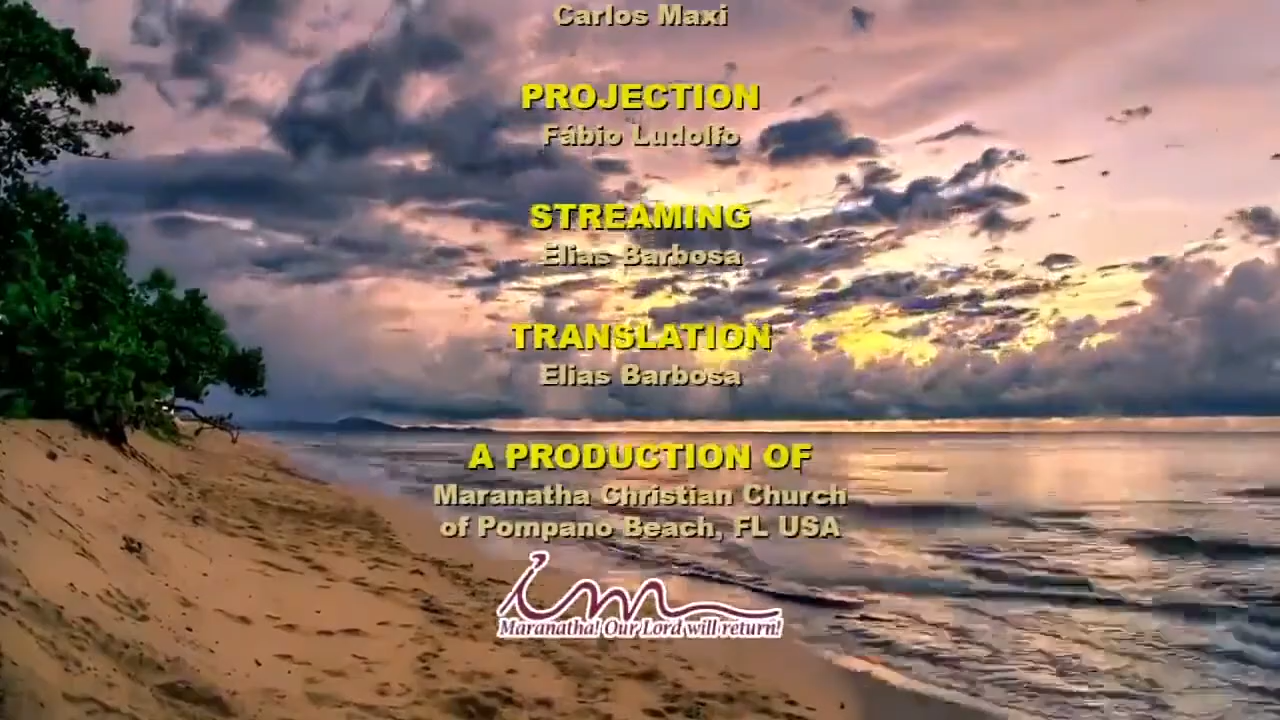 Carlos Maxi
PROJECTION
Fábio Ludolfo
STREAMING
Elias Barbosa
TRANSLATION
Elias Barbosa
A PRODUCTION OF
Maranatha Christian Church
of Pompano Beach, FL USA
icm
Maranatha! Our Lord will return!